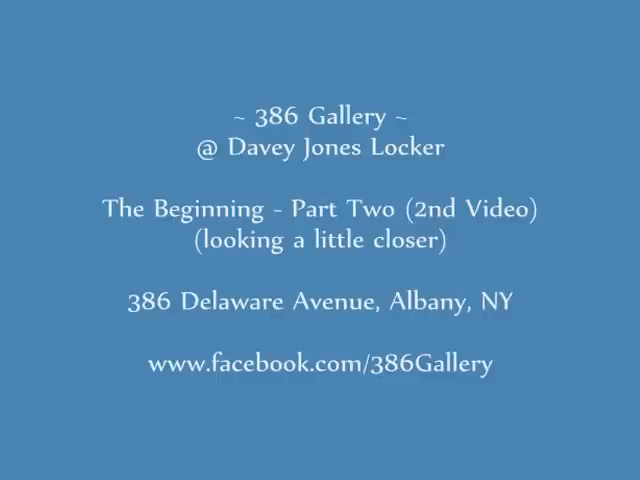 ~ 386 Gallery ~
@ Davey Jones Locker
The Beginning - Part Two (2nd Video)
(looking a little closer)
386 Delaware Avenue, Albany, NY
www.facebook.com/386Gallery